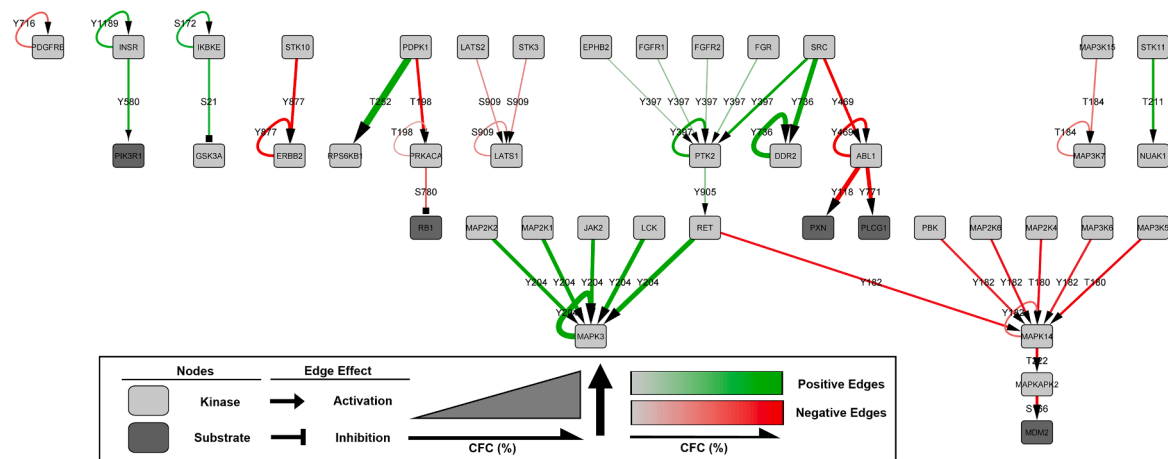 Y716 Y1189 S172
PDGFRB INSR IKBKE STK10 PDPK1 LATS2 STK3 EPHB2 FGFR1 FGFR2 FGR SRC MAP3K15 STK11
Y580 S21 Y877 T252 T198 S909 S909 Y397 Y397 Y397 Y397 Y397 Y736 Y469 T184 T211
Y877 T198 S909 Y397 Y736 Y469 T184
PIK3R1 GSK3A ERBB2 RPS6KB1 PRKACA LATS1 PTK2 DDR2 ABL1 MAP3K7 NUAK1
S780 Y905 Y118 Y771
RB1 MAP2K2 MAP2K1 JAK2 LCK RET PXN PLCG1 PBK MAP2K6 MAP2K4 MAP3K6 MAP3K5
Y204 Y204 Y204 Y204 Y204 Y182 Y182 Y182 T180 Y182 T180
MAPK3 MAPK14
T222
MAPKAPK2
S166
MDM2
Nodes Edge Effect
Kinase Activation
Substrate Inhibition
CFC (%)
Positive Edges
Negative Edges
CFC (%)